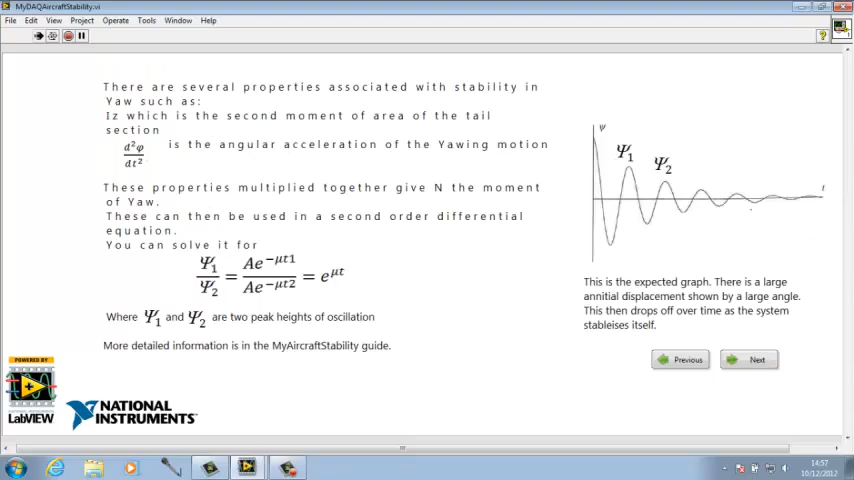 MyDAQAircraftStability.vi
File Edit View Project Operate Tools Window Help
There are several properties associated with stability in
Yaw such as:
Iz which is the second moment of area of the tail
section
d²φ/dt² is the angular acceleration of the Yawing motion
These properties multiplied together give N the moment
of Yaw.
These can then be used in a second order differential
equation.
You can solve it for
Ψ₁/Ψ₂ = Ae^−μt1/Ae^−μt2 = e^μt
Where Ψ₁ and Ψ₂ are two peak heights of oscillation
More detailed information is in the MyAircraftStability guide.
ψ
Ψ₁
Ψ₂
t
This is the expected graph. There is a large
annitial displacement shown by a large angle.
This then drops off over time as the system
stableises itself.
Previous
Next
POWERED BY
LabVIEW
NATIONAL
INSTRUMENTS
14:57
10/12/2012